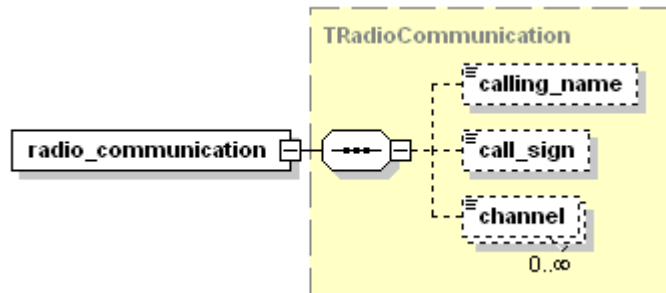 TRadioCommunication
calling_name
radio_communication
call_sign
channel
0..∞